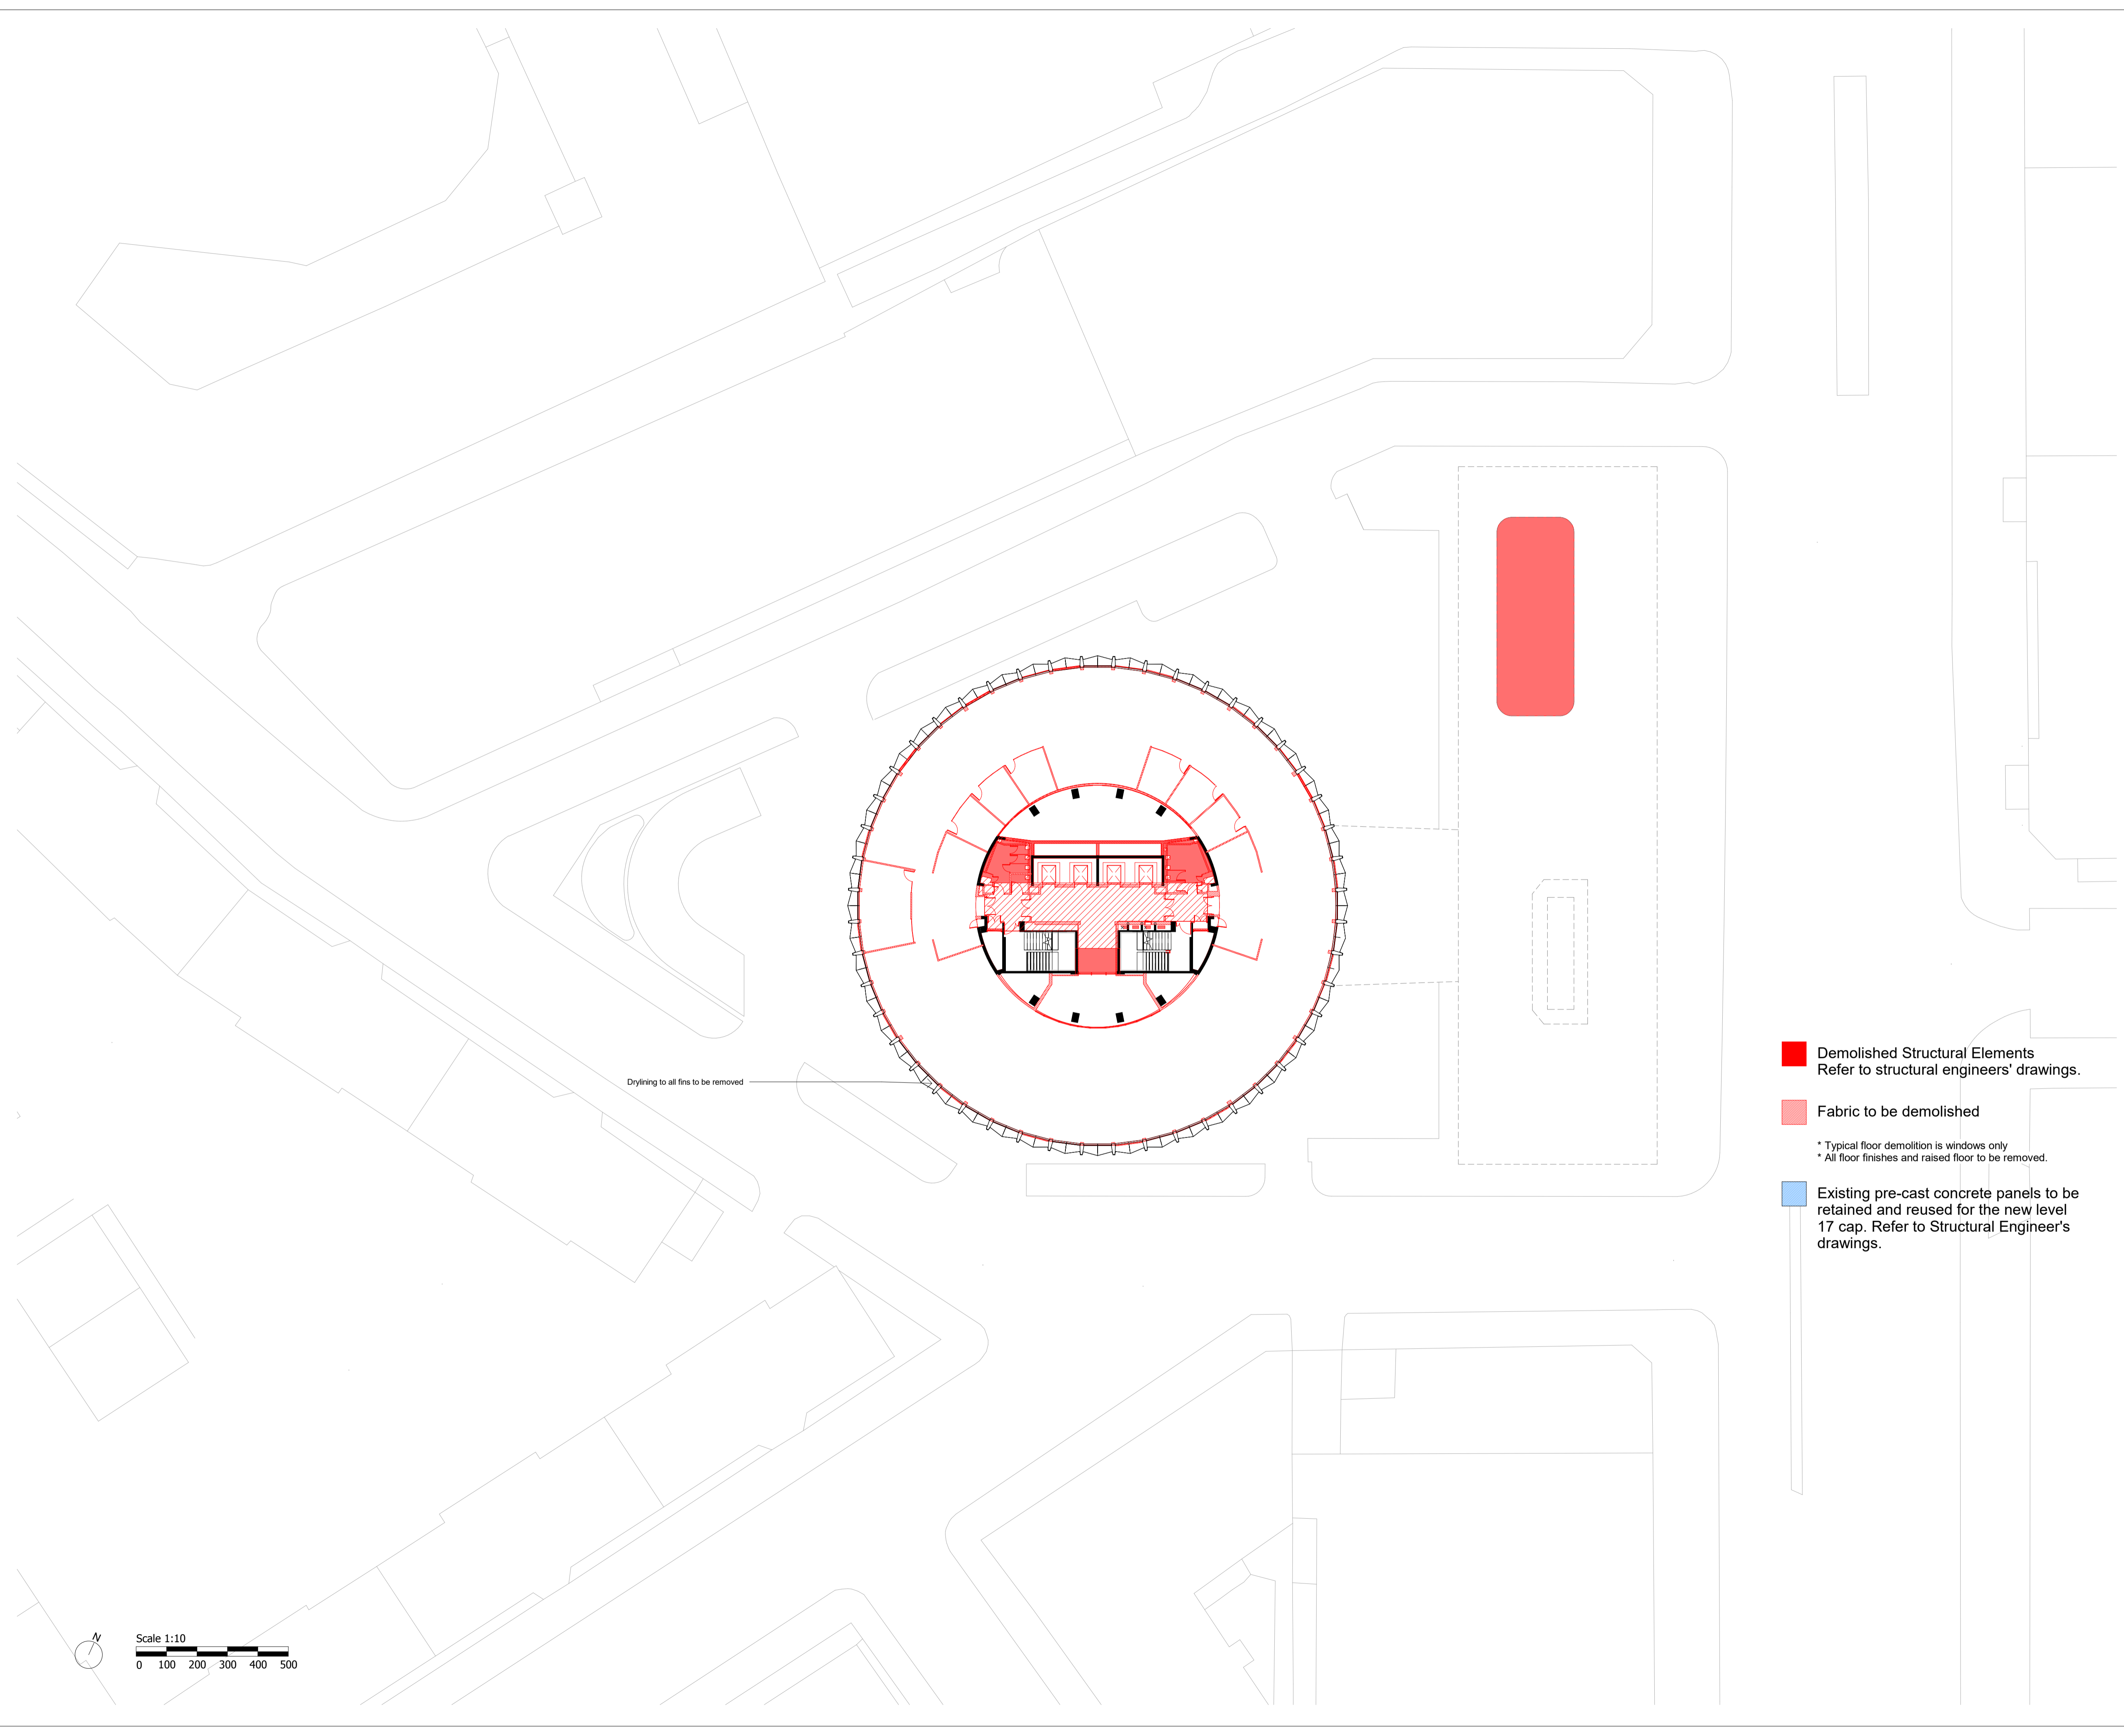 Drylining to all fins to be removed
Demolished Structural Elements
Refer to structural engineers' drawings.
Fabric to be demolished
* Typical floor demolition is windows only
* All floor finishes and raised floor to be removed.
Existing pre-cast concrete panels to be
retained and reused for the new level
17 cap. Refer to Structural Engineer's
drawings.
N
Scale 1:10
0 100 200 300 400 500